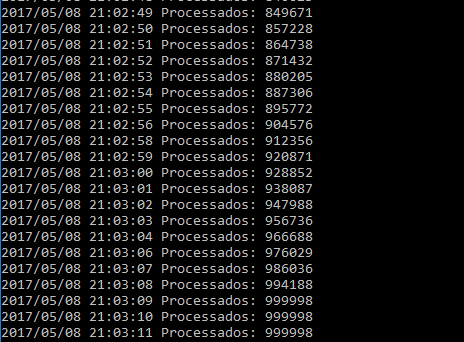 2017/05/08 21:02:49 Processados: 849671
2017/05/08 21:02:50 Processados: 857228
2017/05/08 21:02:51 Processados: 864738
2017/05/08 21:02:52 Processados: 871432
2017/05/08 21:02:53 Processados: 880205
2017/05/08 21:02:54 Processados: 887306
2017/05/08 21:02:55 Processados: 895772
2017/05/08 21:02:56 Processados: 904576
2017/05/08 21:02:58 Processados: 912356
2017/05/08 21:02:59 Processados: 920871
2017/05/08 21:03:00 Processados: 928852
2017/05/08 21:03:01 Processados: 938087
2017/05/08 21:03:02 Processados: 947988
2017/05/08 21:03:03 Processados: 956736
2017/05/08 21:03:04 Processados: 966688
2017/05/08 21:03:06 Processados: 976029
2017/05/08 21:03:07 Processados: 986036
2017/05/08 21:03:08 Processados: 994188
2017/05/08 21:03:09 Processados: 999998
2017/05/08 21:03:10 Processados: 999998
2017/05/08 21:03:11 Processados: 999998